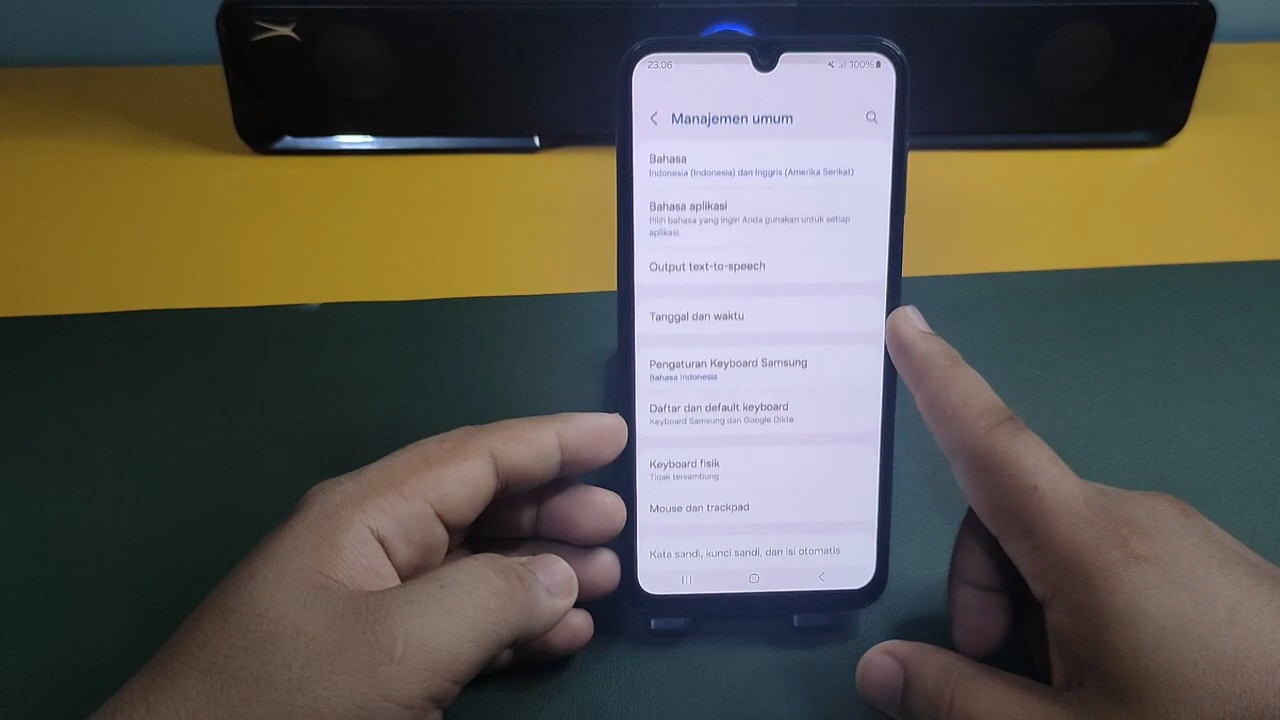 23.06
100%
Manajemen umum
Bahasa
Indonesia (Indonesia) dan Inggris (Amerika Serikat)
Bahasa aplikasi
Pilih bahasa yang ingin Anda gunakan untuk setiap
aplikasi.
Output text-to-speech
Tanggal dan waktu
Pengaturan Keyboard Samsung
Bahasa Indonesia
Daftar dan default keyboard
Keyboard Samsung dan Google Dikte
Keyboard fisik
Tidak tersambung
Mouse dan trackpad
Kata sandi, kunci sandi, dan isi otomatis